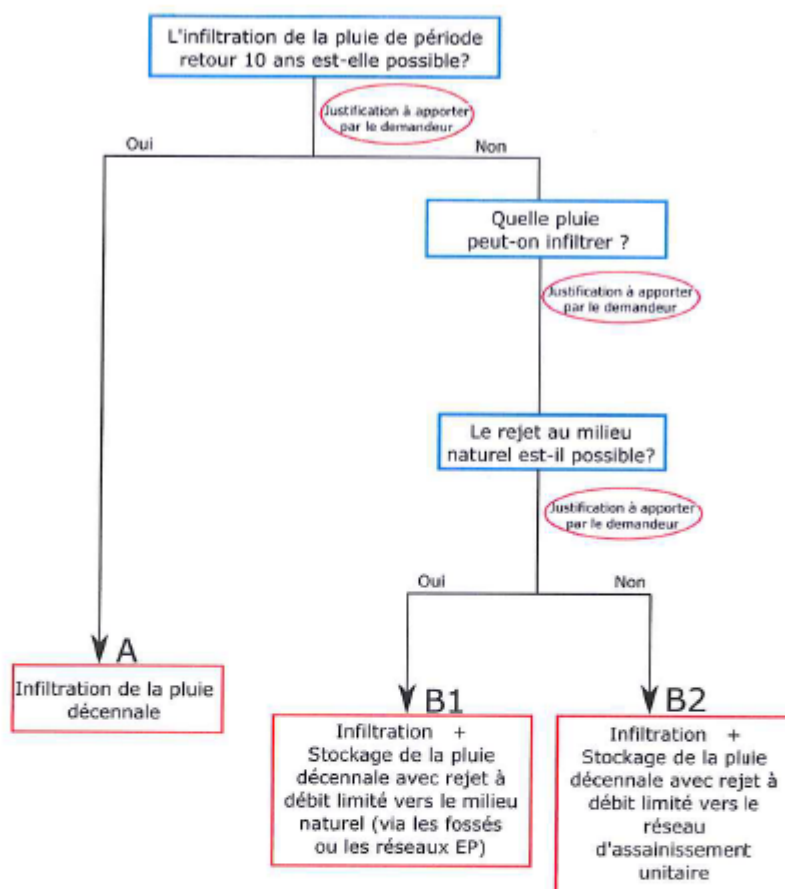 L'infiltration de la pluie de période
retour 10 ans est-elle possible?
Justification à apporter
par le demandeur
Oui
Non
Quelle pluie
peut-on infiltrer ?
Justification à apporter
par le demandeur
Le rejet au milieu
naturel est-il possible?
Justification à apporter
par le demandeur
Oui
Non
A
Infiltration de la pluie
décennale
B1
Infiltration +
Stockage de la pluie
décennale avec rejet à
débit limité vers le milieu
naturel (via les fossés
ou les réseaux EP)
B2
Infiltration +
Stockage de la pluie
décennale avec rejet à
débit limité vers le
réseau
d'assainissement
unitaire